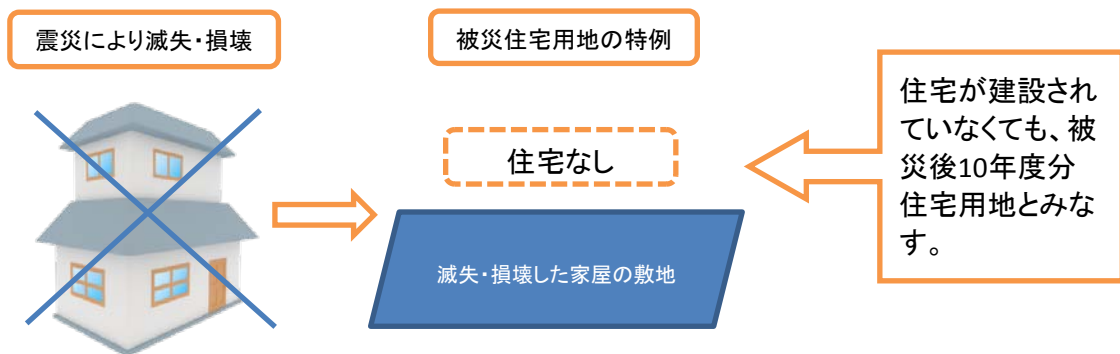 震災により滅失・損壊
被災住宅用地の特例
住宅なし
滅失・損壊した家屋の敷地
住宅が建設され
ていなくても、被
災後10年度分
住宅用地とみな
す。